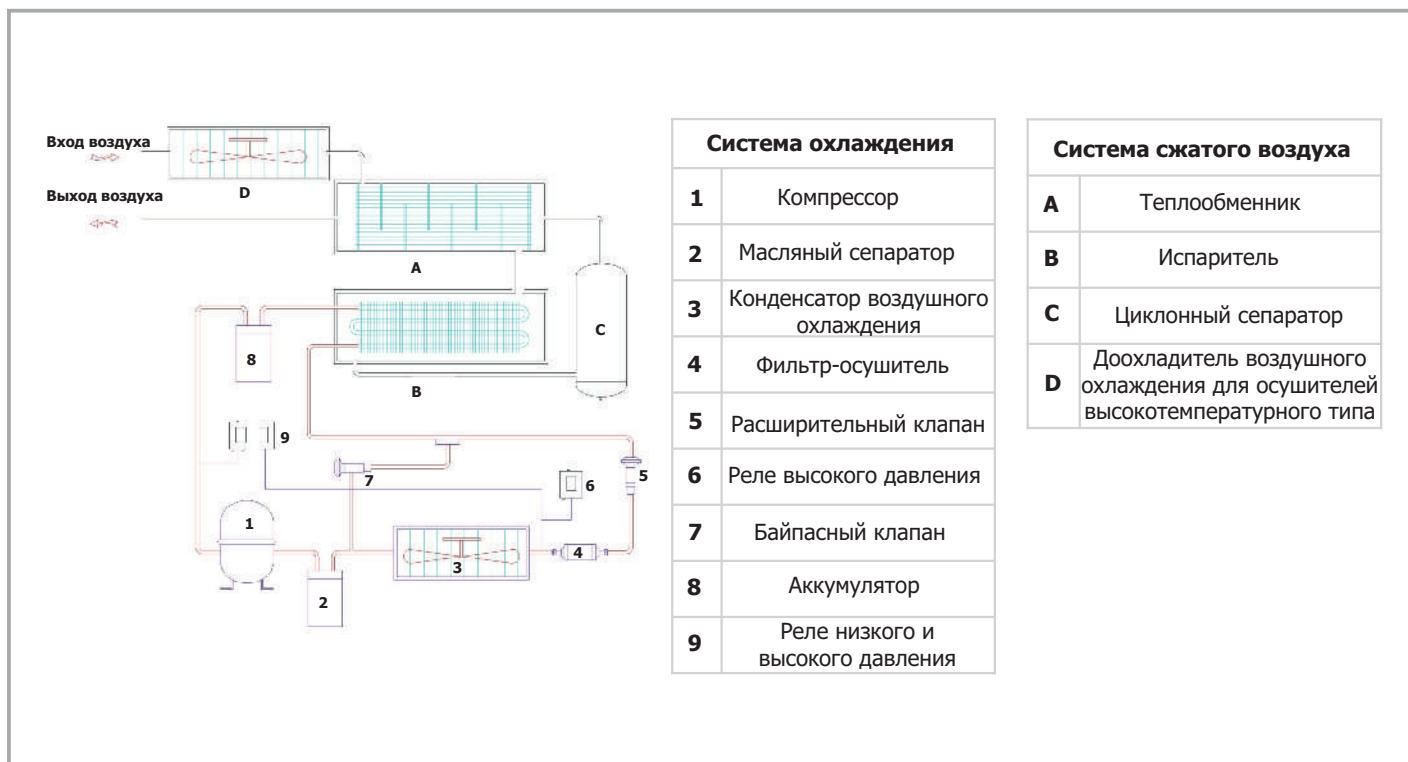 Вход воздуха
Выход воздуха
D
A
B
C
8
9
7
6
5
1
2
3
4
Система охлаждения
1 Компрессор
2 Масляный сепаратор
3 Конденсатор воздушного
охлаждения
4 Фильтр-осушитель
5 Расширительный клапан
6 Реле высокого давления
7 Байпасный клапан
8 Аккумулятор
9 Реле низкого и
высокого давления
Система сжатого воздуха
A Теплообменник
B Испаритель
C Циклонный сепаратор
D Доохладитель воздушного
охлаждения для осушителей
высокотемпературного типа